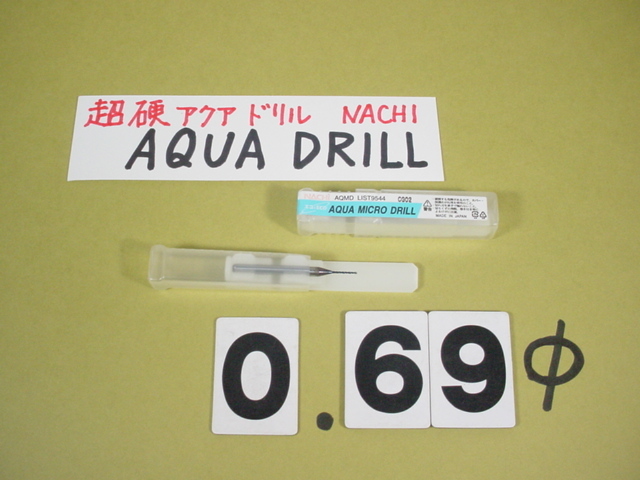 超硬アクアドリル NACHI
AQUA DRILL
AQMD LIST9544 CG02
AQUA MICRO DRILL
MADE IN JAPAN
0.69φ